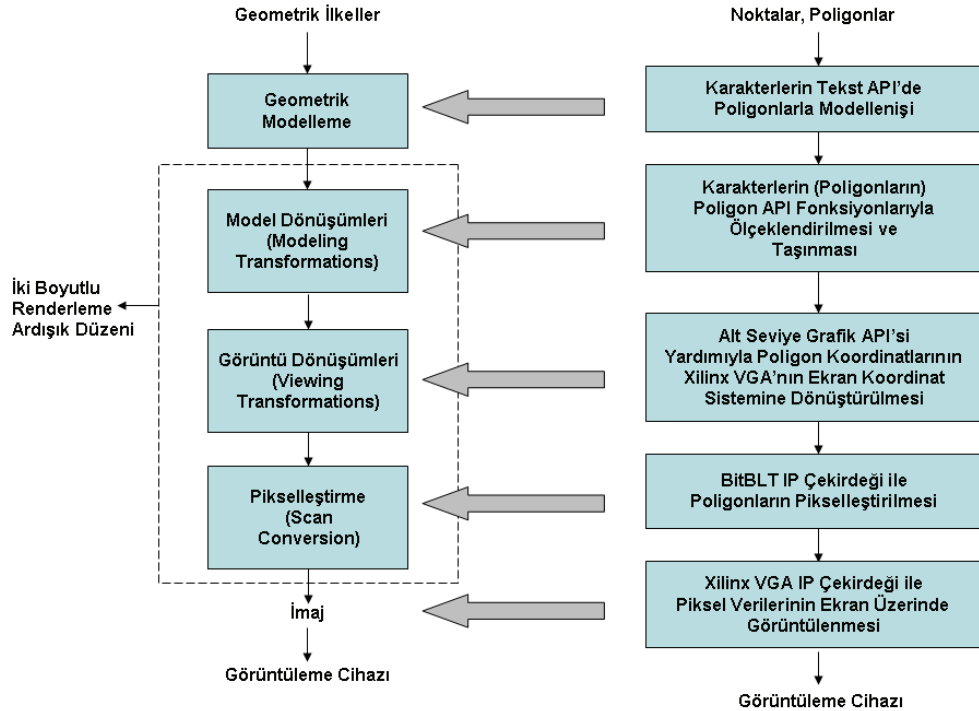 Geometrik İlkeller
Geometrik
Modelleme
Model Dönüşümleri
(Modeling
Transformations)
İki Boyutlu
Renderleme
Ardışık Düzeni
Görüntü Dönüşümleri
(Viewing
Transformations)
Pikselleştirme
(Scan
Conversion)
İmaj
Görüntüleme Cihazı
Noktalar, Poligonlar
Karakterlerin Tekst API’de
Poligonlarla Modellenişi
Karakterlerin (Poligonların)
Poligon API Fonksiyonlarıyla
Ölçeklendirilmesi ve
Taşınması
Alt Seviye Grafik API’si
Yardımıyla Poligon Koordinatlarının
Xilinx VGA’nın Ekran Koordinat
Sistemine Dönüştürülmesi
BitBLT IP Çekirdeği ile
Poligonların Pikselleştirilmesi
Xilinx VGA IP Çekirdeği ile
Piksel Verilerinin Ekran Üzerinde
Görüntülenmesi
Görüntüleme Cihazı